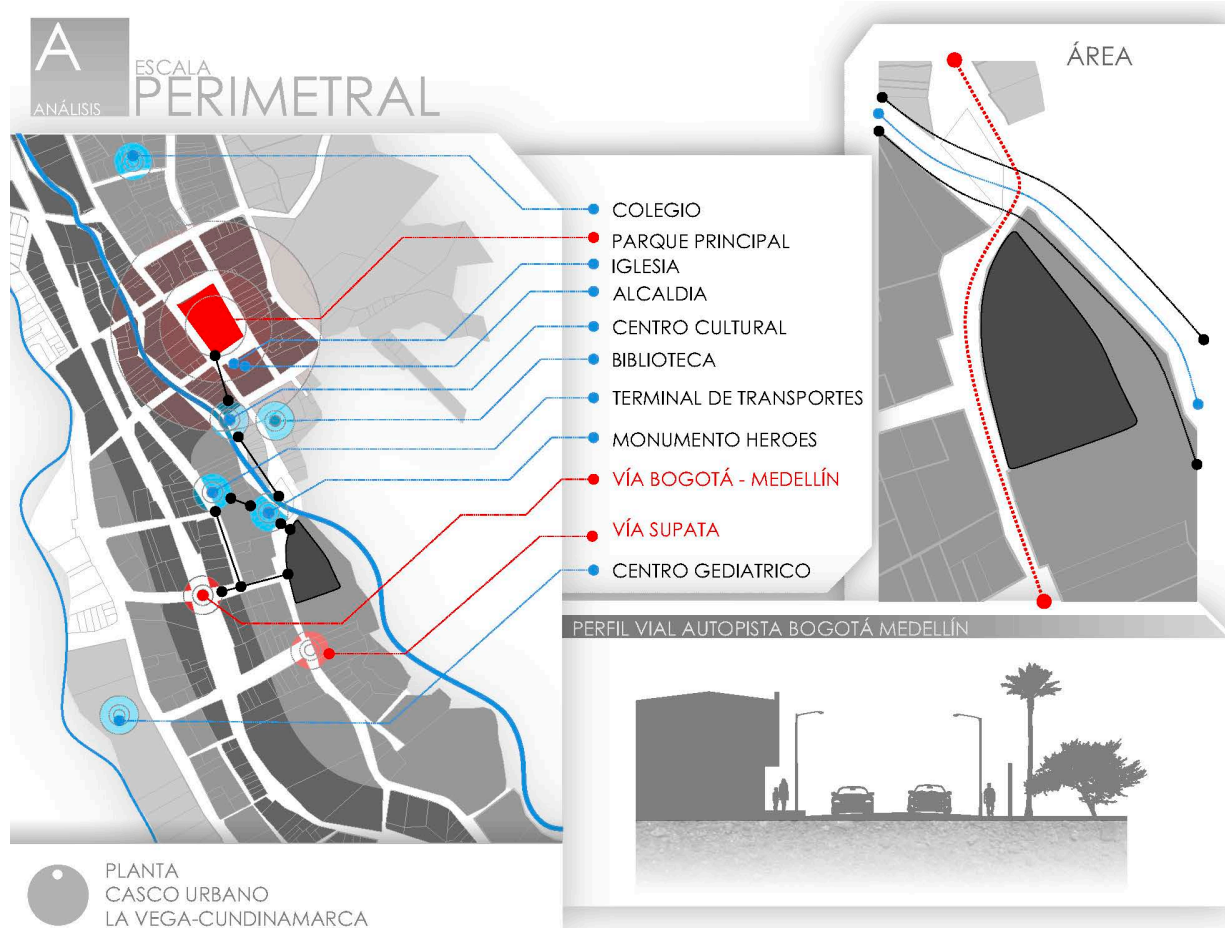 A
ANÁLISIS
ESCALA
PERIMETRAL
ÁREA
COLEGIO
PARQUE PRINCIPAL
IGLESIA
ALCALDIA
CENTRO CULTURAL
BIBLIOTECA
TERMINAL DE TRANSPORTES
MONUMENTO HEROES
VÍA BOGOTÁ - MEDELLÍN
VÍA SUPATA
CENTRO GEDIATRICO
PERFIL VIAL AUTOPISTA BOGOTÁ MEDELLÍN
PLANTA
CASCO URBANO
LA VEGA-CUNDINAMARCA